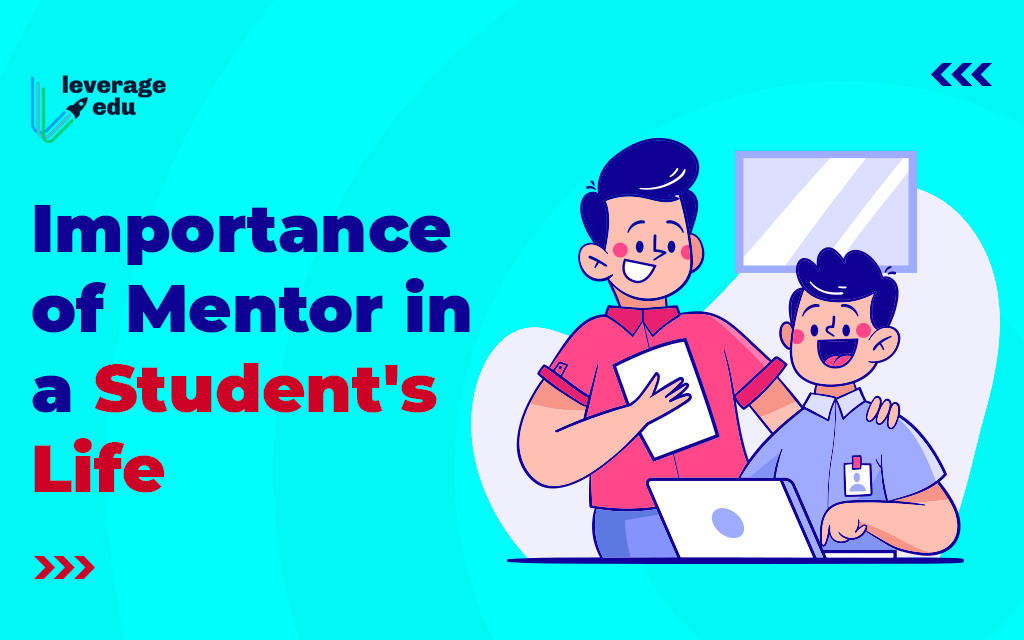 leverage
edu
Importance
of Mentor in
a Student's
Life